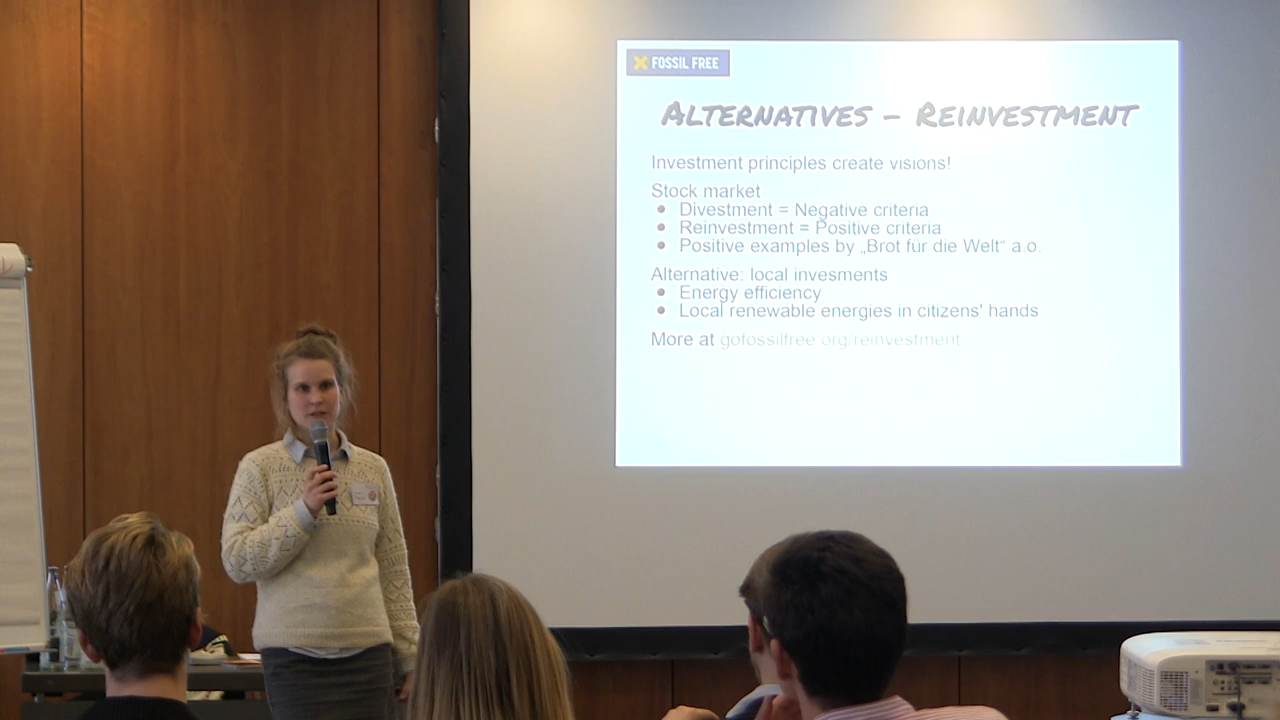 FOSSIL FREE
ALTERNATIVES – REINVESTMENT
Investment principles create visions!
Stock market
• Divestment = Negative criteria
• Reinvestment = Positive criteria
• Positive examples by „Brot für die Welt“ a.o.
Alternative: local invesments
• Energy efficiency
• Local renewable energies in citizens' hands
More at gofossilfree.org/reinvestment